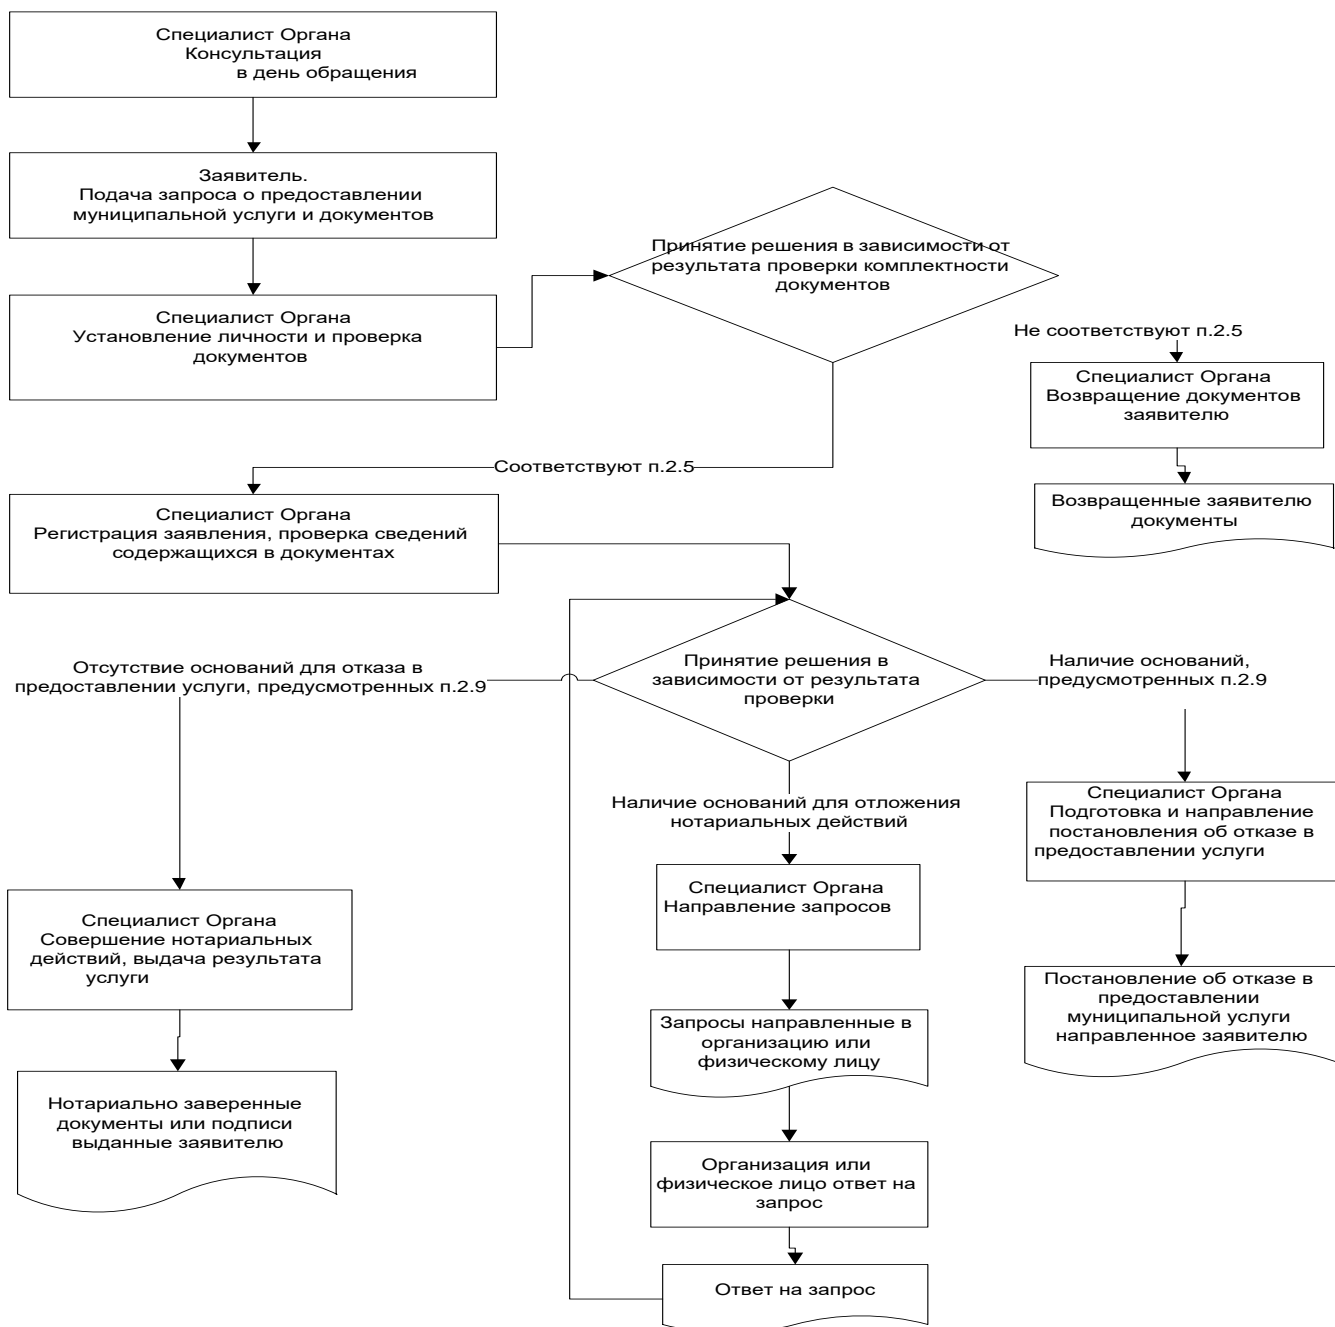 Специалист Органа
Консультация
в день обращения
Заявитель.
Подача запроса о предоставлении
муниципальной услуги и документов
Специалист Органа
Установление личности и проверка
документов
Принятие решения в зависимости от
результата проверки комплектности
документов
Не соответствуют п.2.5
Специалист Органа
Возвращение документов
заявителю
Возвращенные заявителю
документы
Соответствуют п.2.5
Специалист Органа
Регистрация заявления, проверка сведений
содержащихся в документах
Принятие решения в
зависимости от результата
проверки
Отсутствие оснований для отказа в
предоставлении услуги, предусмотренных п.2.9
Наличие оснований,
предусмотренных п.2.9
Наличие оснований для отложения
нотариальных действий
Специалист Органа
Подготовка и направление
постановления об отказе в
предоставлении услуги
Специалист Органа
Направление запросов
Специалист Органа
Совершение нотариальных
действий, выдача результата
услуги
Постановление об отказе в
предоставлении
муниципальной услуги
направленное заявителю
Запросы направленные в
организацию или
физическому лицу
Нотариально заверенные
документы или подписи
выданные заявителю
Организация или
физическое лицо ответ на
запрос
Ответ на запрос